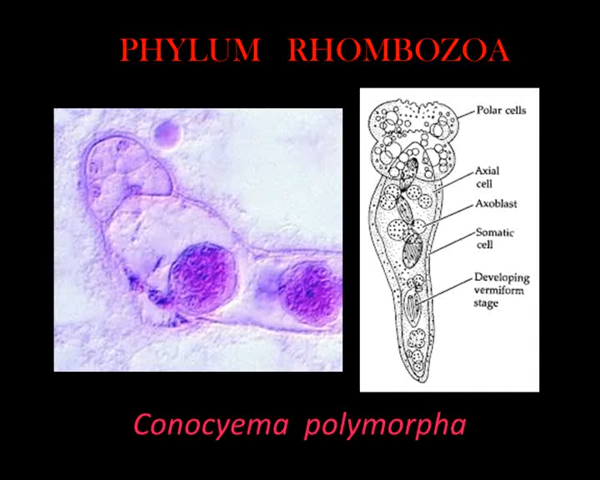 PHYLUM RHOMBOZOA
Polar cells
Axial
cell
Axoblast
Somatic
cell
Developing
vermiform
stage
Conocyema polymorpha